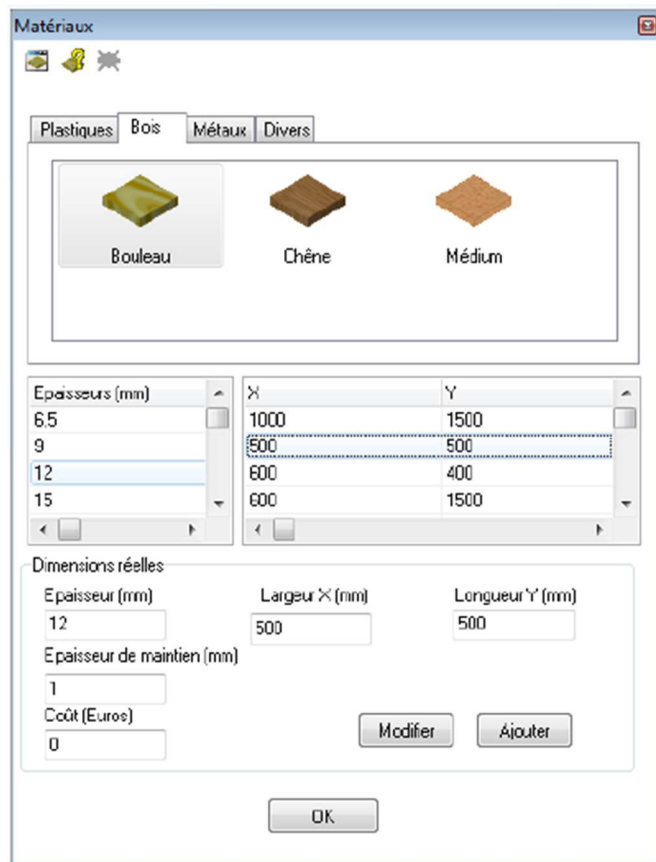 Matériaux
Plastiques Bois Métaux Divers
Bouleau Chêne Médium
Epaisseurs (mm) X Y
6,5 1000 1500
9 500 500
12 600 400
15 600 1500
Dimensions réelles
Epaisseur (mm) Largeur X (mm) Longueur Y (mm)
12 500 500
Epaisseur de maintien (mm)
1
Coût (Euros)
0
Modifier Ajouter
OK